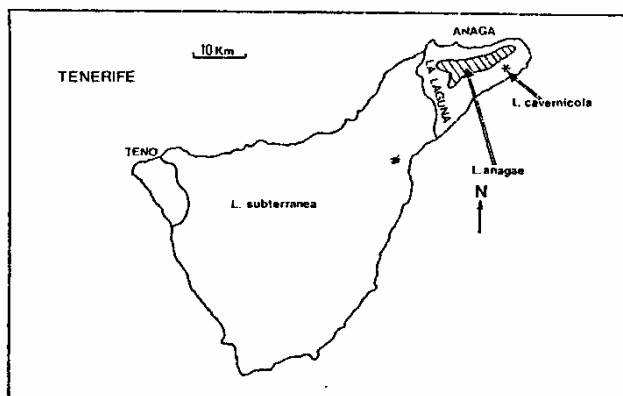 ANAGA
10 Km
TENERIFE
LA LAGUNA
L. cavernicola
TENO
L. anagae
L. subterranea
N